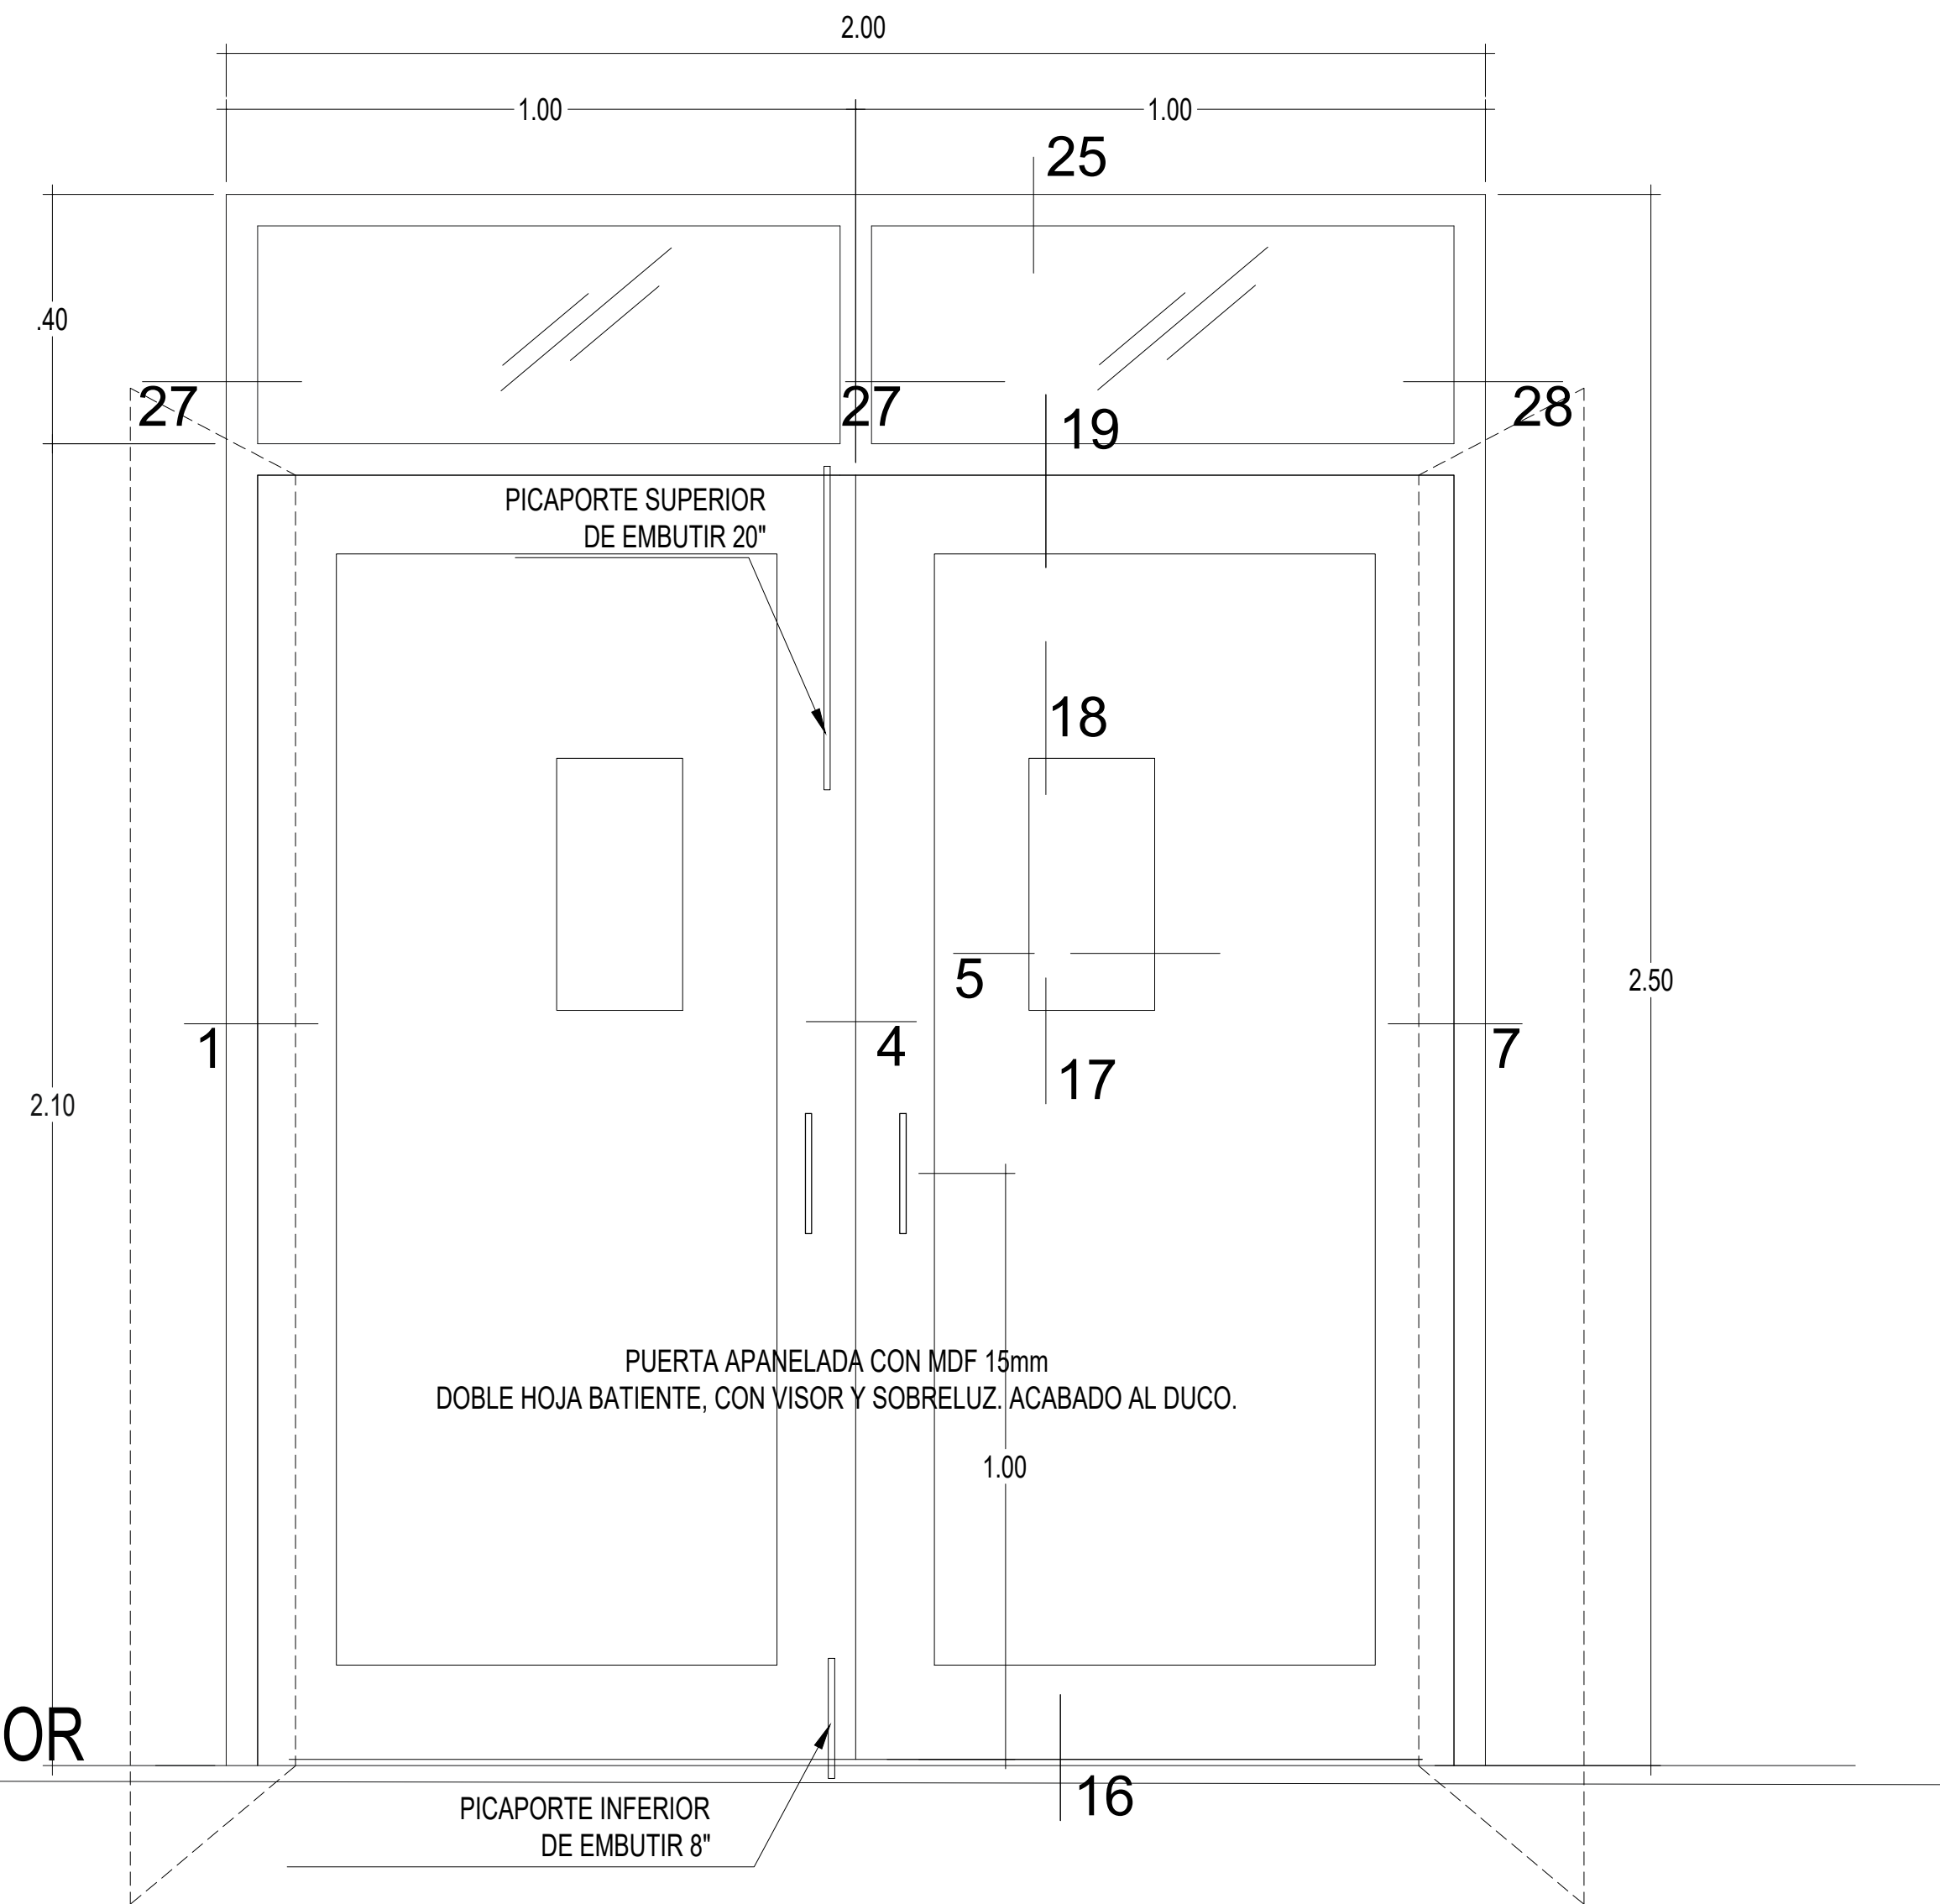 2.00
1.00
1.00
25
.40
27
27
28
19
PICAPORTE SUPERIOR
DE EMBUTIR 20"
18
5
2.50
1
4
7
17
2.10
PUERTA APANELADA CON MDF 15mm
DOBLE HOJA BATIENTE, CON VISOR Y SOBRELUZ. ACABADO AL DUCO.
1.00
OR
16
PICAPORTE INFERIOR
DE EMBUTIR 8"